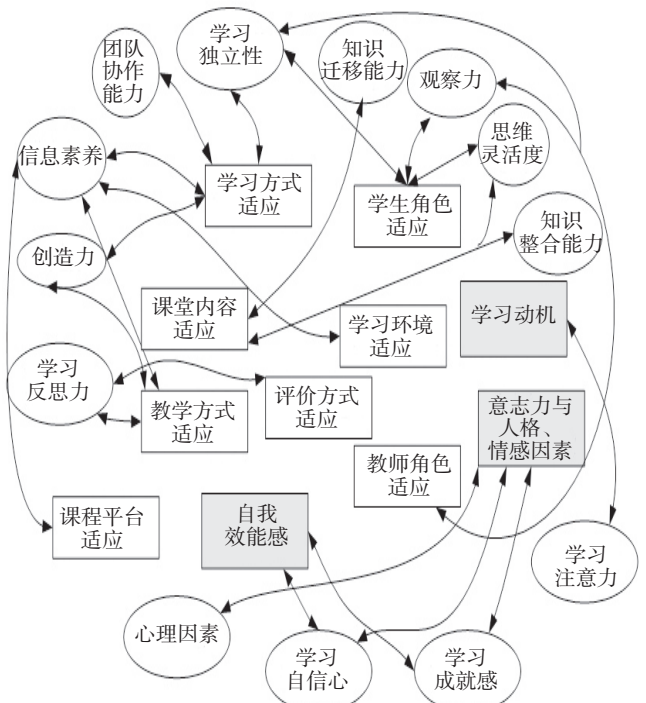 团队
协作
能力
学习
独立性
知识
迁移能力
观察力
思维
灵活度
信息素养
学习方式
适应
学生角色
适应
知识
整合能力
创造力
课堂内容
适应
学习环境
适应
学习动机
学习
反思力
教学方式
适应
评价方式
适应
意志力与
人格、
情感因素
教师角色
适应
课程平台
适应
自我
效能感
学习
注意力
心理因素
学习
自信心
学习
成就感